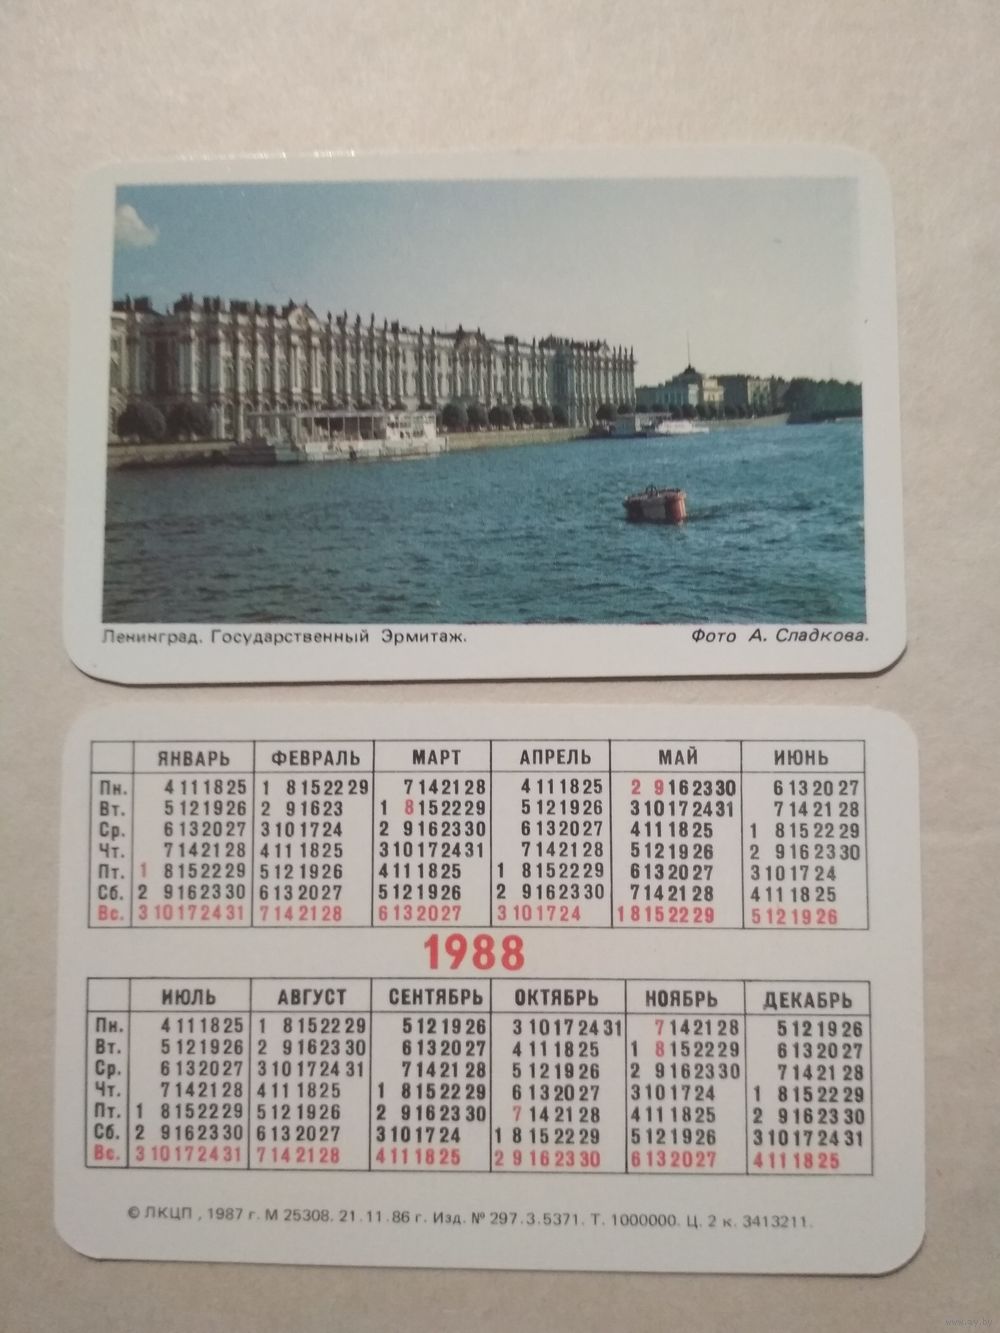 Ленинград. Государственный Эрмитаж.
Фото А. Сладкова.
ЯНВАРЬ ФЕВРАЛЬ МАРТ АПРЕЛЬ МАЙ ИЮНЬ
Пн. 4 11 18 25 1 8 15 22 29 7 14 21 28 4 11 18 25 2 9 16 23 30 6 13 20 27
Вт. 5 12 19 26 2 9 16 23 1 8 15 22 29 5 12 19 26 3 10 17 24 31 7 14 21 28
Ср. 6 13 20 27 3 10 17 24 2 9 16 23 30 6 13 20 27 4 11 18 25 1 8 15 22 29
Чт. 7 14 21 28 4 11 18 25 3 10 17 24 31 7 14 21 28 5 12 19 26 2 9 16 23 30
Пт. 1 8 15 22 29 5 12 19 26 4 11 18 25 1 8 15 22 29 6 13 20 27 3 10 17 24
Сб. 2 9 16 23 30 6 13 20 27 5 12 19 26 2 9 16 23 30 7 14 21 28 4 11 18 25
Вс. 3 10 17 24 31 7 14 21 28 6 13 20 27 3 10 17 24 1 8 15 22 29 5 12 19 26
1988
ИЮЛЬ АВГУСТ СЕНТЯБРЬ ОКТЯБРЬ НОЯБРЬ ДЕКАБРЬ
Пн. 4 11 18 25 1 8 15 22 29 5 12 19 26 3 10 17 24 31 7 14 21 28 5 12 19 26
Вт. 5 12 19 26 2 9 16 23 30 6 13 20 27 4 11 18 25 1 8 15 22 29 6 13 20 27
Ср. 6 13 20 27 3 10 17 24 31 7 14 21 28 5 12 19 26 2 9 16 23 30 7 14 21 28
Чт. 7 14 21 28 4 11 18 25 1 8 15 22 29 6 13 20 27 3 10 17 24 1 8 15 22 29
Пт. 1 8 15 22 29 5 12 19 26 2 9 16 23 30 7 14 21 28 4 11 18 25 2 9 16 23 30
Сб. 2 9 16 23 30 6 13 20 27 3 10 17 24 1 8 15 22 29 5 12 19 26 3 10 17 24 31
Вс. 3 10 17 24 31 7 14 21 28 4 11 18 25 2 9 16 23 30 6 13 20 27 4 11 18 25
© ЛКЦП , 1987 г. М 25308. 21.11.86 г. Изд. № 297.3.5371. Т. 1000000. Ц. 2 к. 3413211.
www.ay.by